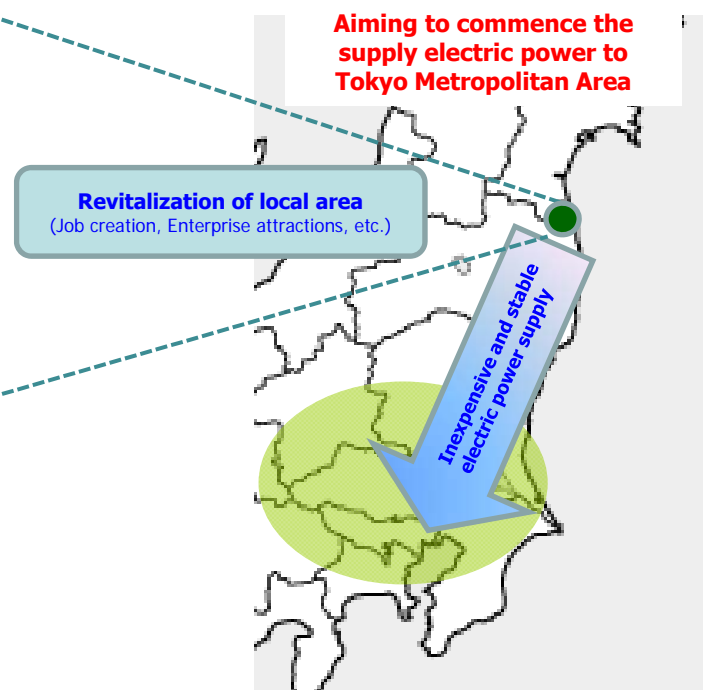 Aiming to commence the
supply electric power to
Tokyo Metropolitan Area
Revitalization of local area
(Job creation, Enterprise attractions, etc.)
Inexpensive and stable
electric power supply